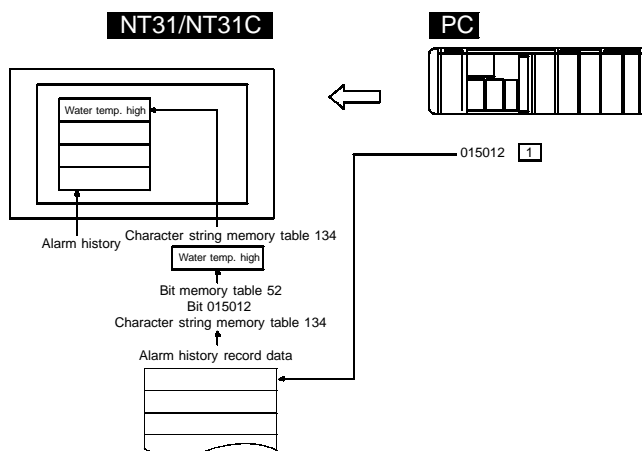 NT31/NT31C
PC
Water temp. high
015012 1
Alarm history
Character string memory table 134
Water temp. high
Bit memory table 52
Bit 015012
Character string memory table 134
Alarm history record data